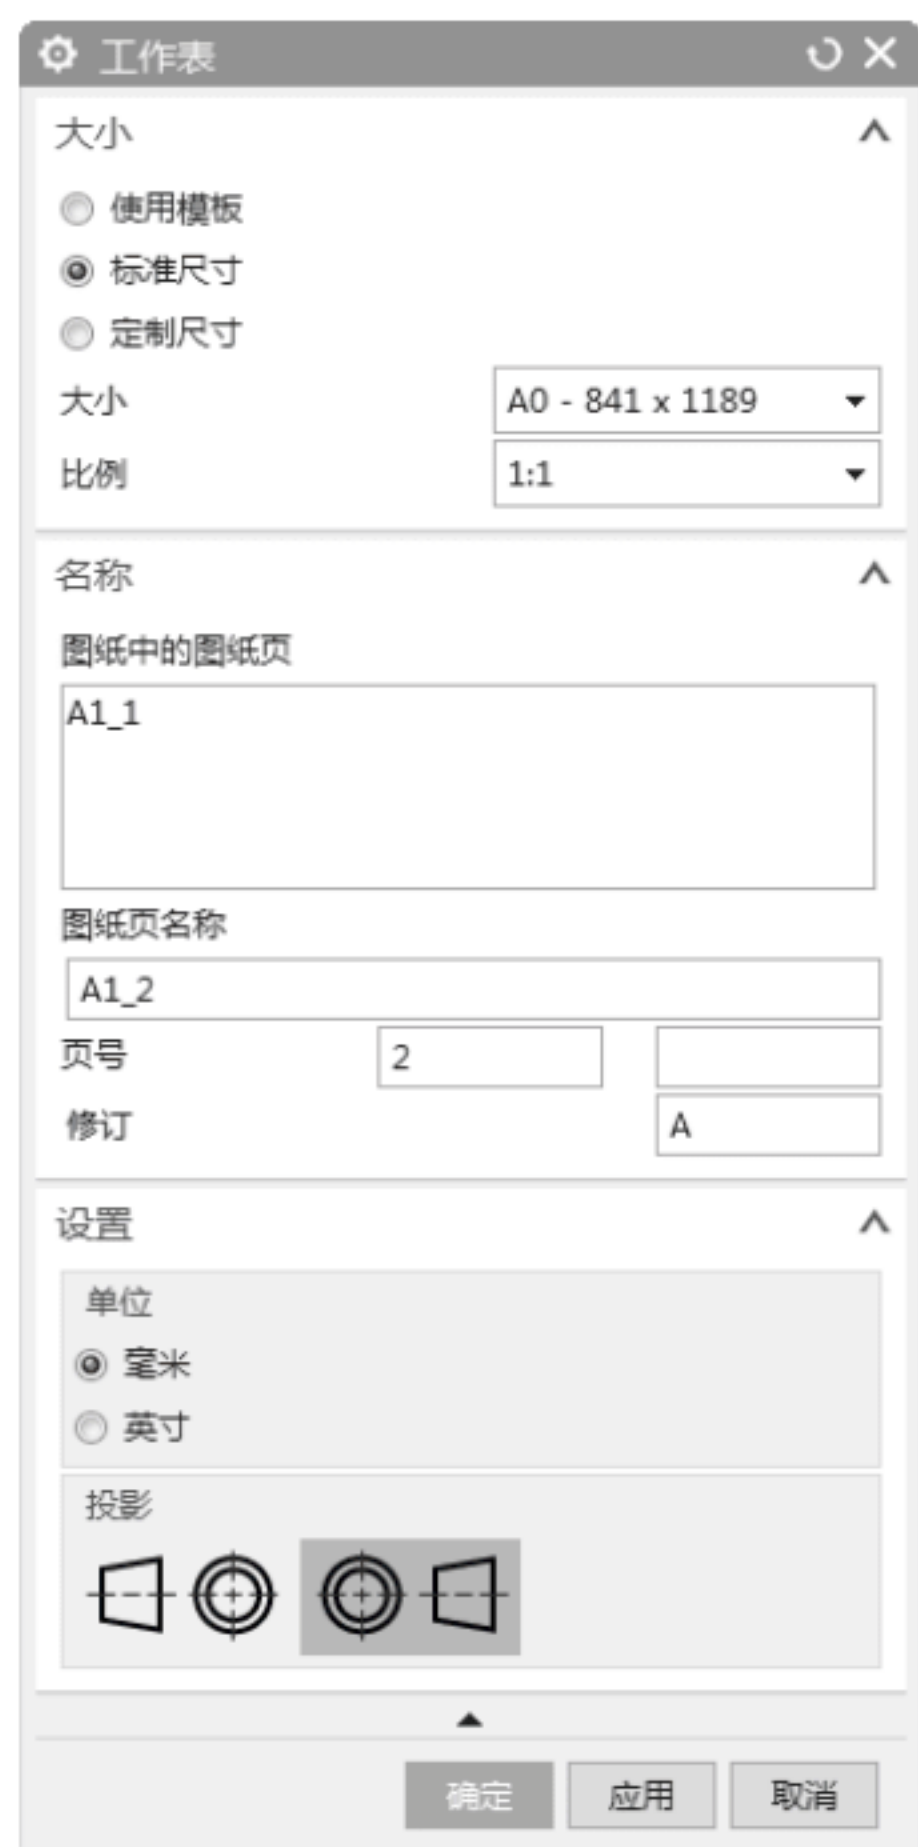 工作表
大小
使用模板
标准尺寸
定制尺寸
大小 A0 - 841 x 1189
比例 1:1
名称
图纸中的图纸页
A1_1
图纸页名称
A1_2
页号 2
修订 A
设置
单位
毫米
英寸
投影
确定 应用 取消